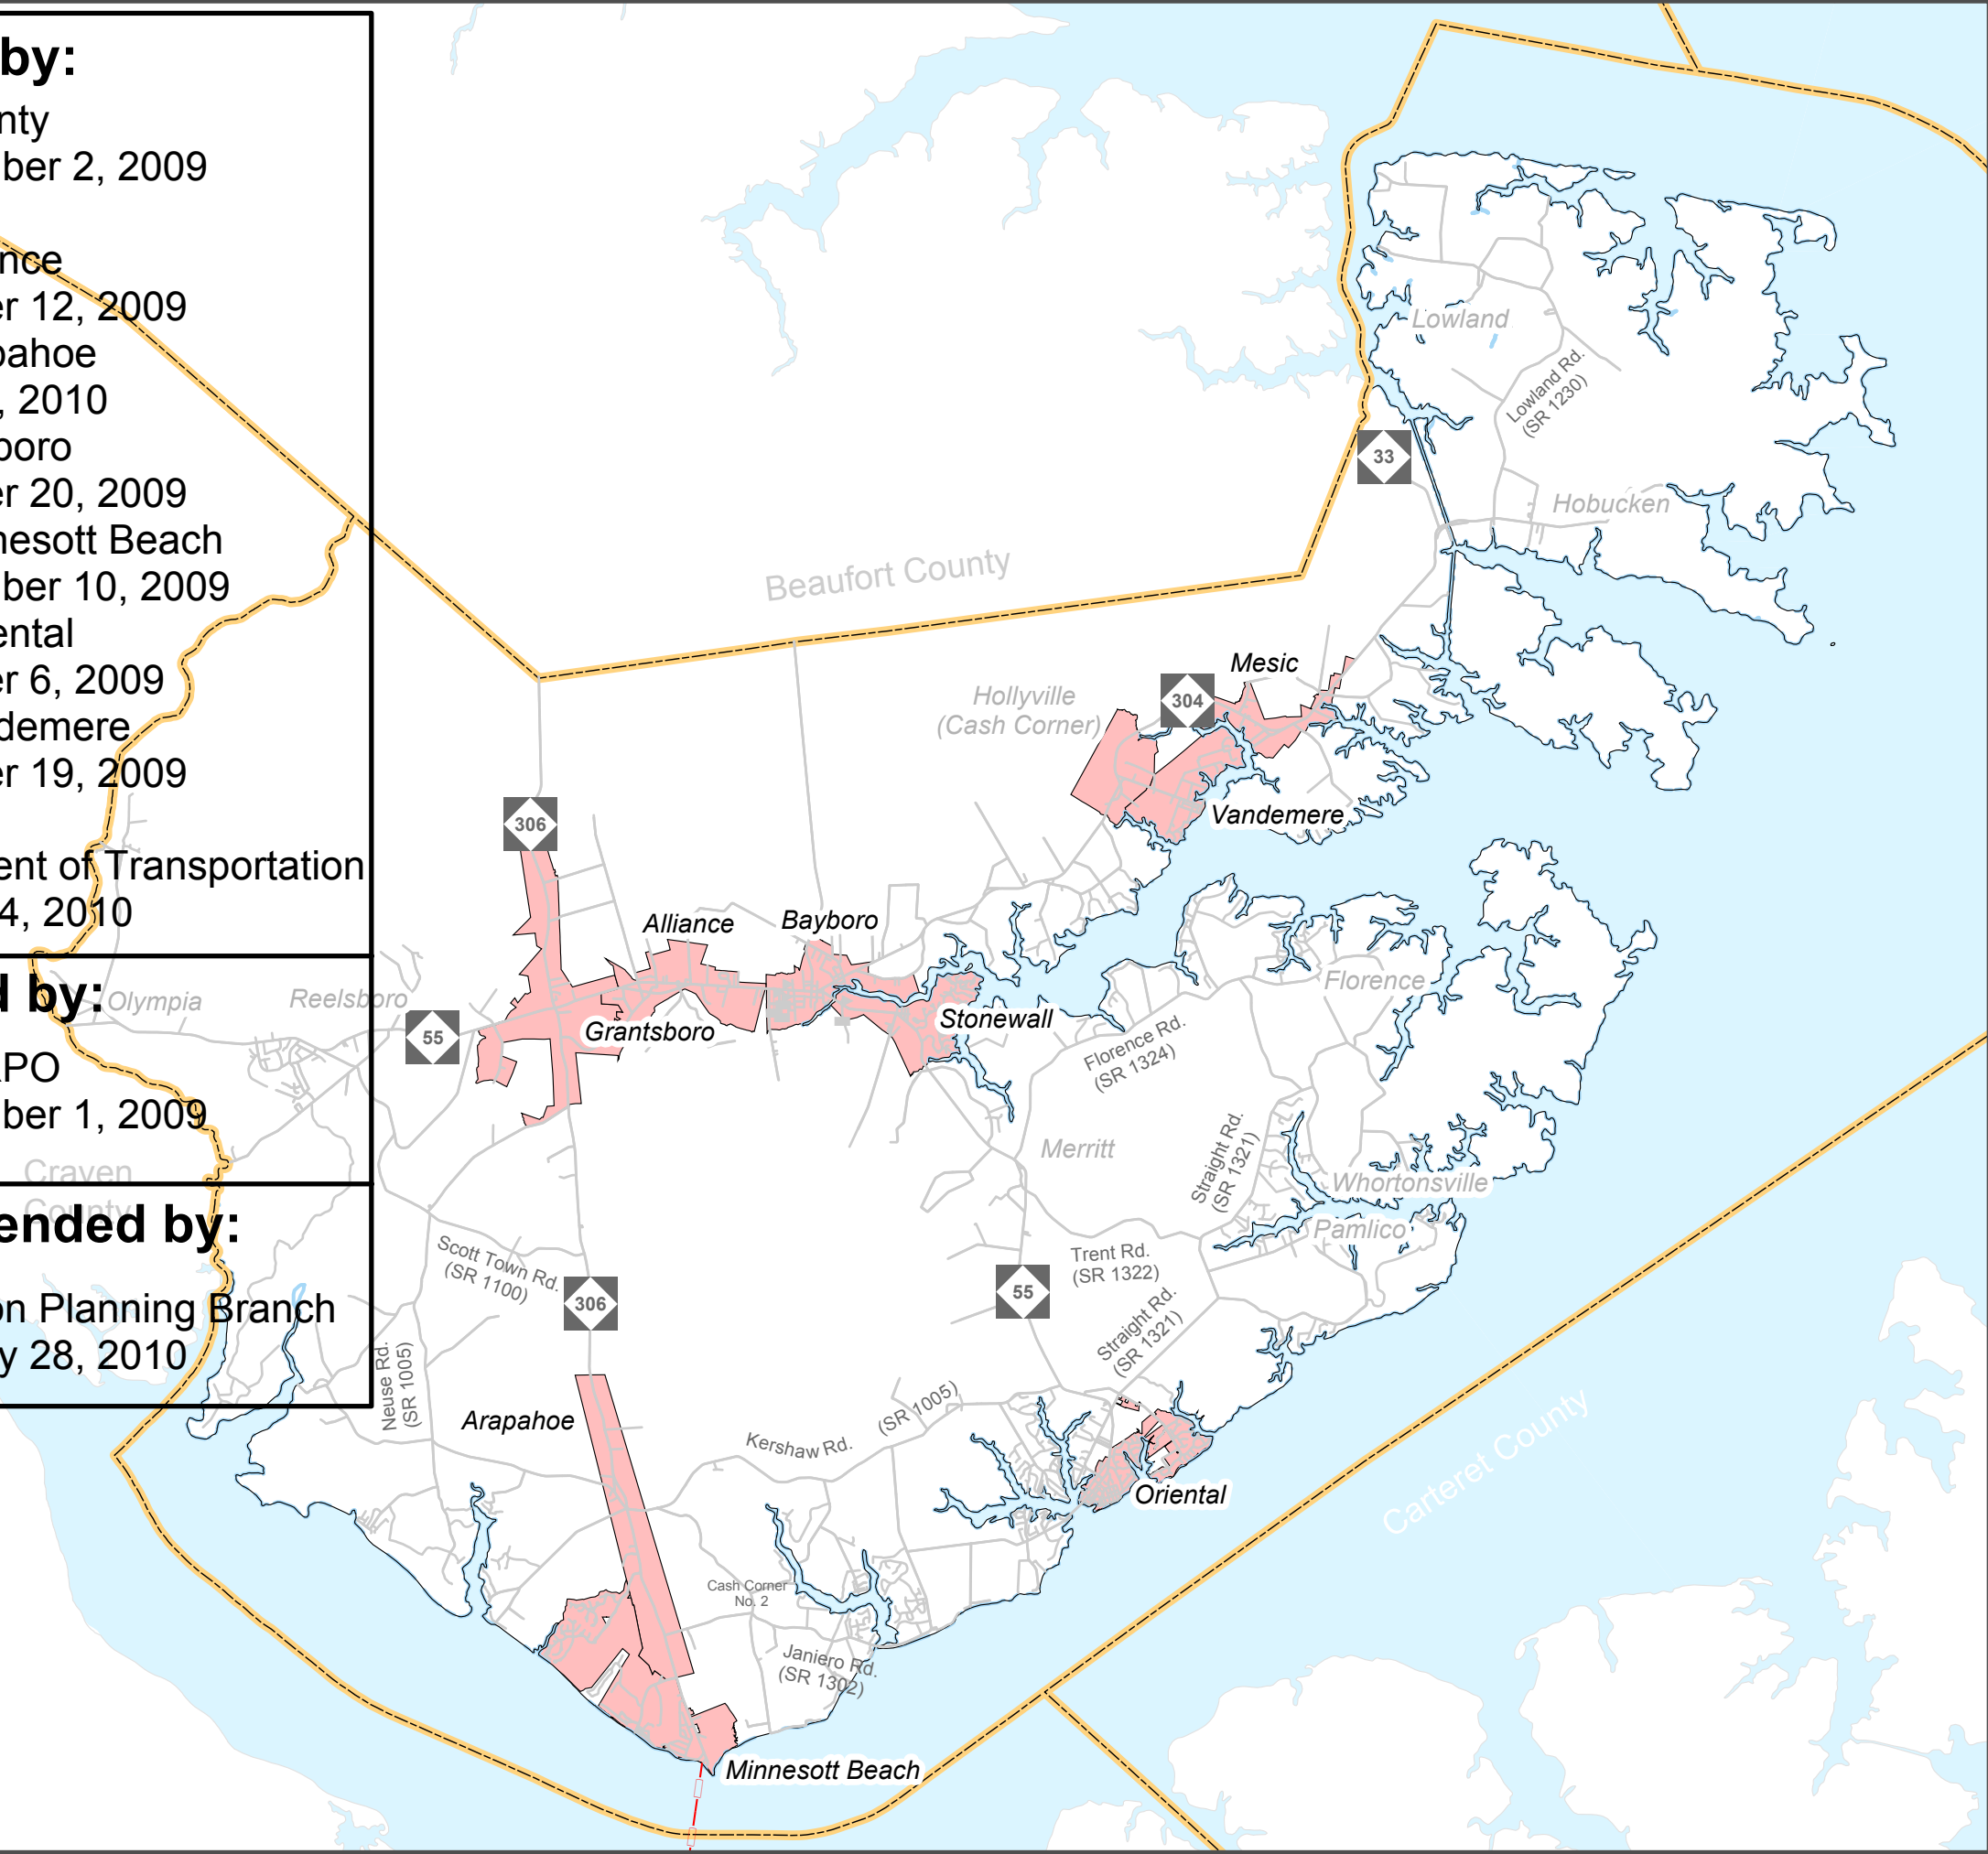 by:
nty
ber 2, 2009
nce
er 12, 2009
pahoe
, 2010
boro
er 20, 2009
nesott Beach
ber 10, 2009
ental
er 6, 2009
demere
er 19, 2009
ent of Transportation
4, 2010
d by:
RPO
ber 1, 2009
ended by:
on Planning Branch
y 28, 2010
Craven
County
Olympia
Reelsboro
55
306
Beaufort County
Alliance
Bayboro
Grantsboro
Stonewall
Hollyville
(Cash Corner)
304
Mesic
Vandemere
33
Lowland
Lowland Rd.
(SR 1230)
Hobucken
Florence
Florence Rd.
(SR 1324)
Merritt
Straight Rd.
(SR 1321)
Whortonsville
Pamlico
Trent Rd.
(SR 1322)
55
Straight Rd.
(SR 1321)
Scott Town Rd.
(SR 1100)
306
Neuse Rd.
(SR 1005)
Arapahoe
Kershaw Rd.
(SR 1005)
Oriental
Carteret County
Cash Corner
No. 2
Janiero Rd.
(SR 1302)
Minnesott Beach